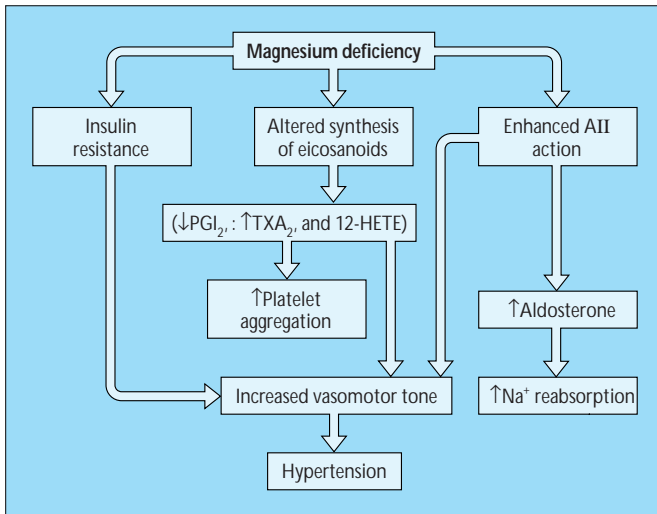 Magnesium deficiency
Insulin
resistance
Altered synthesis
of eicosanoids
Enhanced AII
action
(↓PGI₂, : ↑TXA₂, and 12-HETE)
↑Platelet
aggregation
↑Aldosterone
Increased vasomotor tone
↑Na⁺ reabsorption
Hypertension